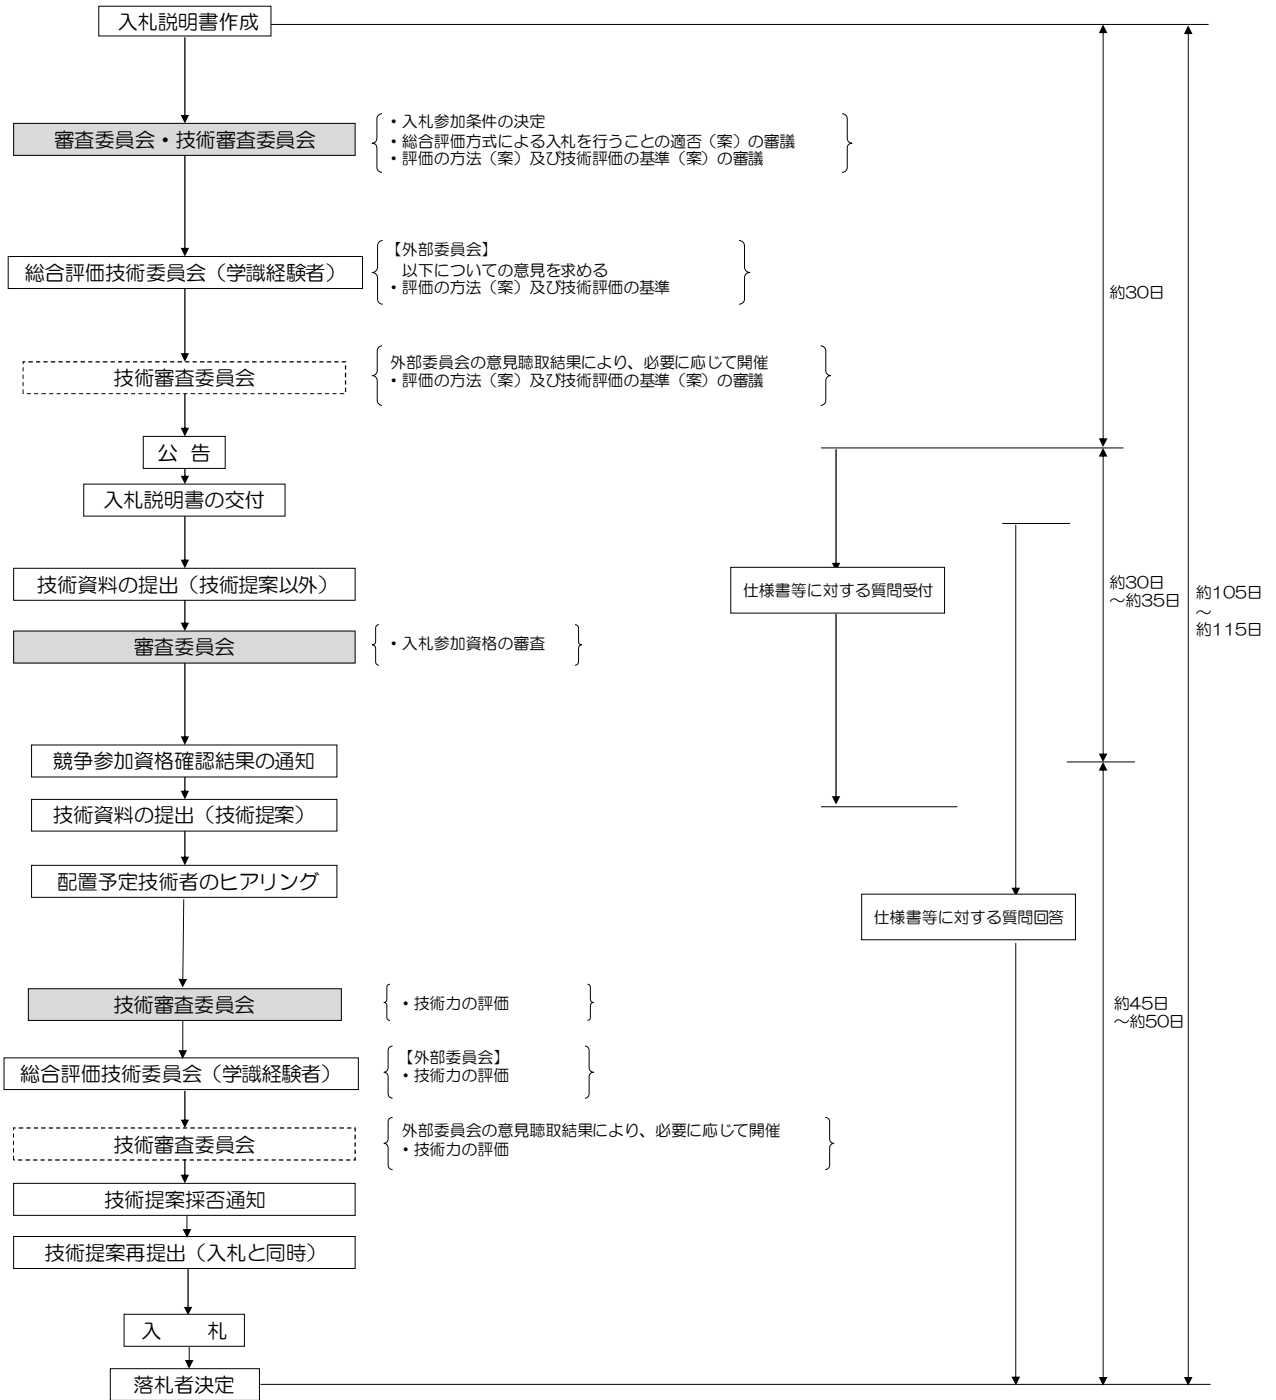 入札説明書作成
審査委員会・技術審査委員会
・入札参加条件の決定
・総合評価方式による入札を行うことの適否（案）の審議
・評価の方法（案）及び技術評価の基準（案）の審議
総合評価技術委員会（学識経験者）
【外部委員会】
以下についての意見を求める
・評価の方法（案）及び技術評価の基準
約30日
技術審査委員会
外部委員会の意見聴取結果により、必要に応じて開催
・評価の方法（案）及び技術評価の基準（案）の審議
公 告
入札説明書の交付
技術資料の提出（技術提案以外）
仕様書等に対する質問受付
約30日
～約35日
約105日
～
約115日
審査委員会
・入札参加資格の審査
競争参加資格確認結果の通知
技術資料の提出（技術提案）
配置予定技術者のヒアリング
仕様書等に対する質問回答
技術審査委員会
・技術力の評価
約45日
～約50日
総合評価技術委員会（学識経験者）
【外部委員会】
・技術力の評価
技術審査委員会
外部委員会の意見聴取結果により、必要に応じて開催
・技術力の評価
技術提案採否通知
技術提案再提出（入札と同時）
入 札
落札者決定